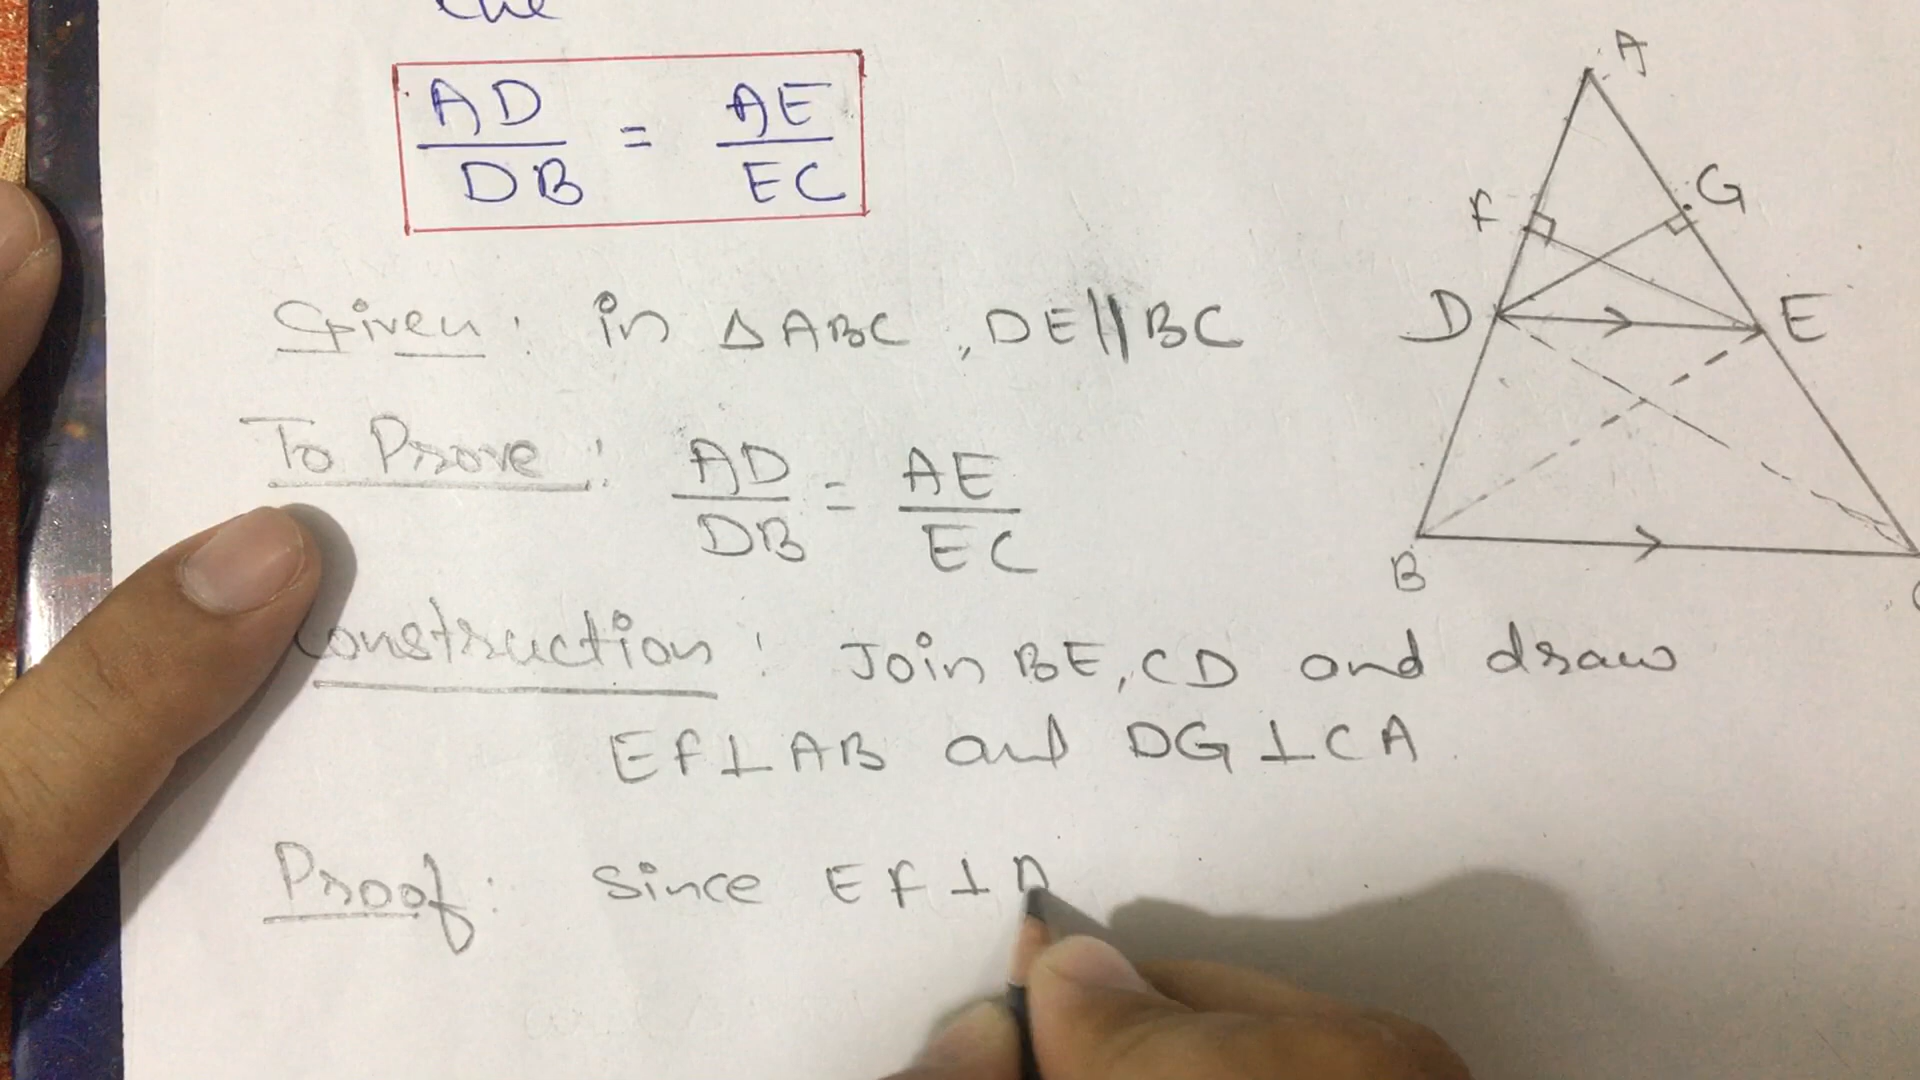 the
AD/DB = AE/EC
Given: in △ABC, DE||BC
To Prove: AD/DB = AE/EC
Construction: Join BE, CD and draw
EF⊥AB and DG⊥CA.
Proof: Since EF⊥A
A
G
F
D
E
B